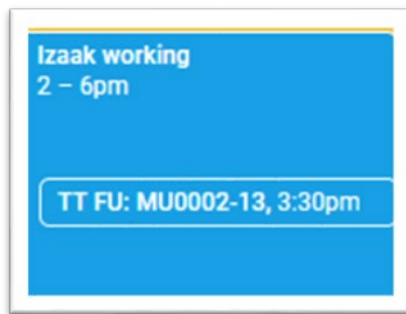 Izaak working
2 – 6pm
TT FU: MU0002-13, 3:30pm